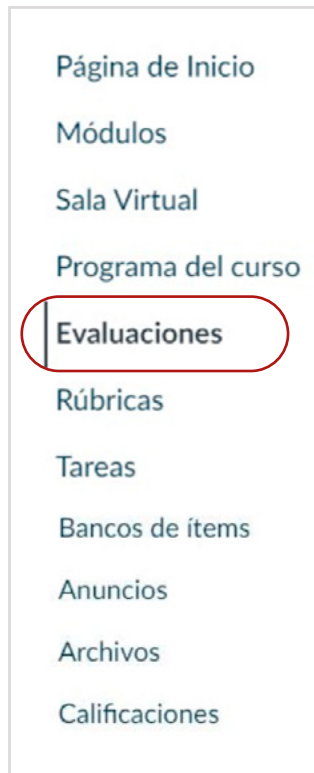 Página de Inicio
Módulos
Sala Virtual
Programa del curso
Evaluaciones
Rúbricas
Tareas
Bancos de ítems
Anuncios
Archivos
Calificaciones